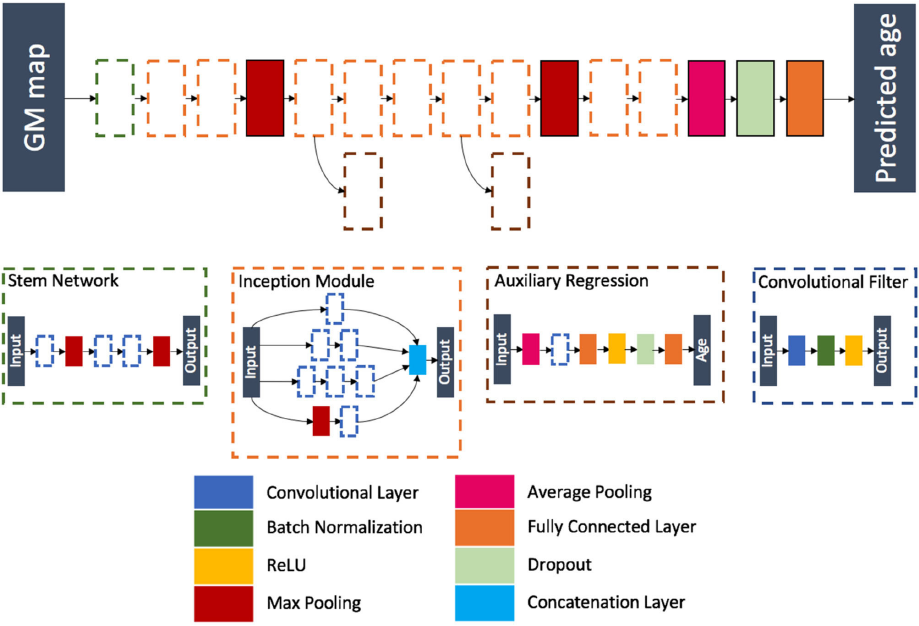 GM map
Predicted age
Stem Network
Input
Output
Inception Module
Input
Output
Auxiliary Regression
Input
Age
Convolutional Filter
Input
Output
Convolutional Layer
Batch Normalization
ReLU
Max Pooling
Average Pooling
Fully Connected Layer
Dropout
Concatenation Layer